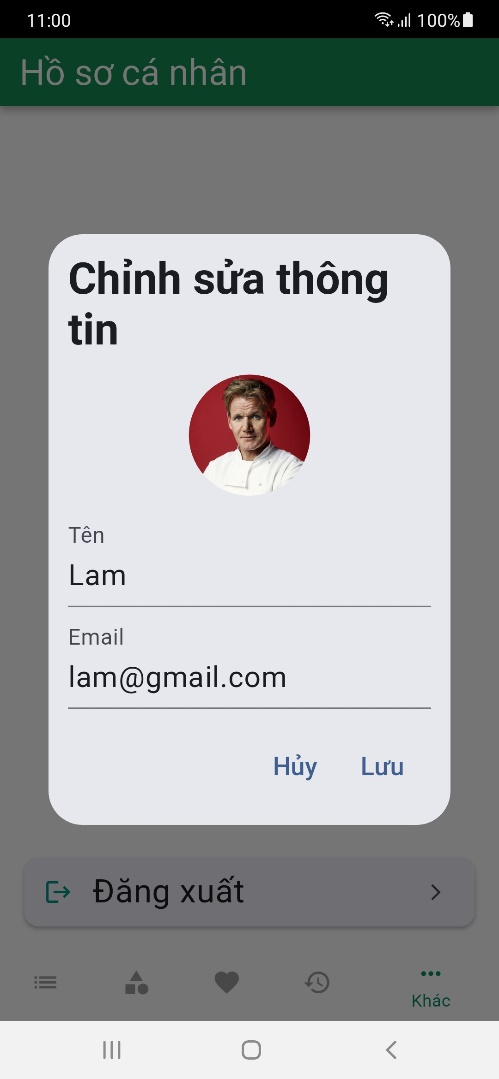 11:00
100%
Hồ sơ cá nhân
Chỉnh sửa thông
tin
Tên
Lam
Email
lam@gmail.com
Hủy
Lưu
Đăng xuất
Khác